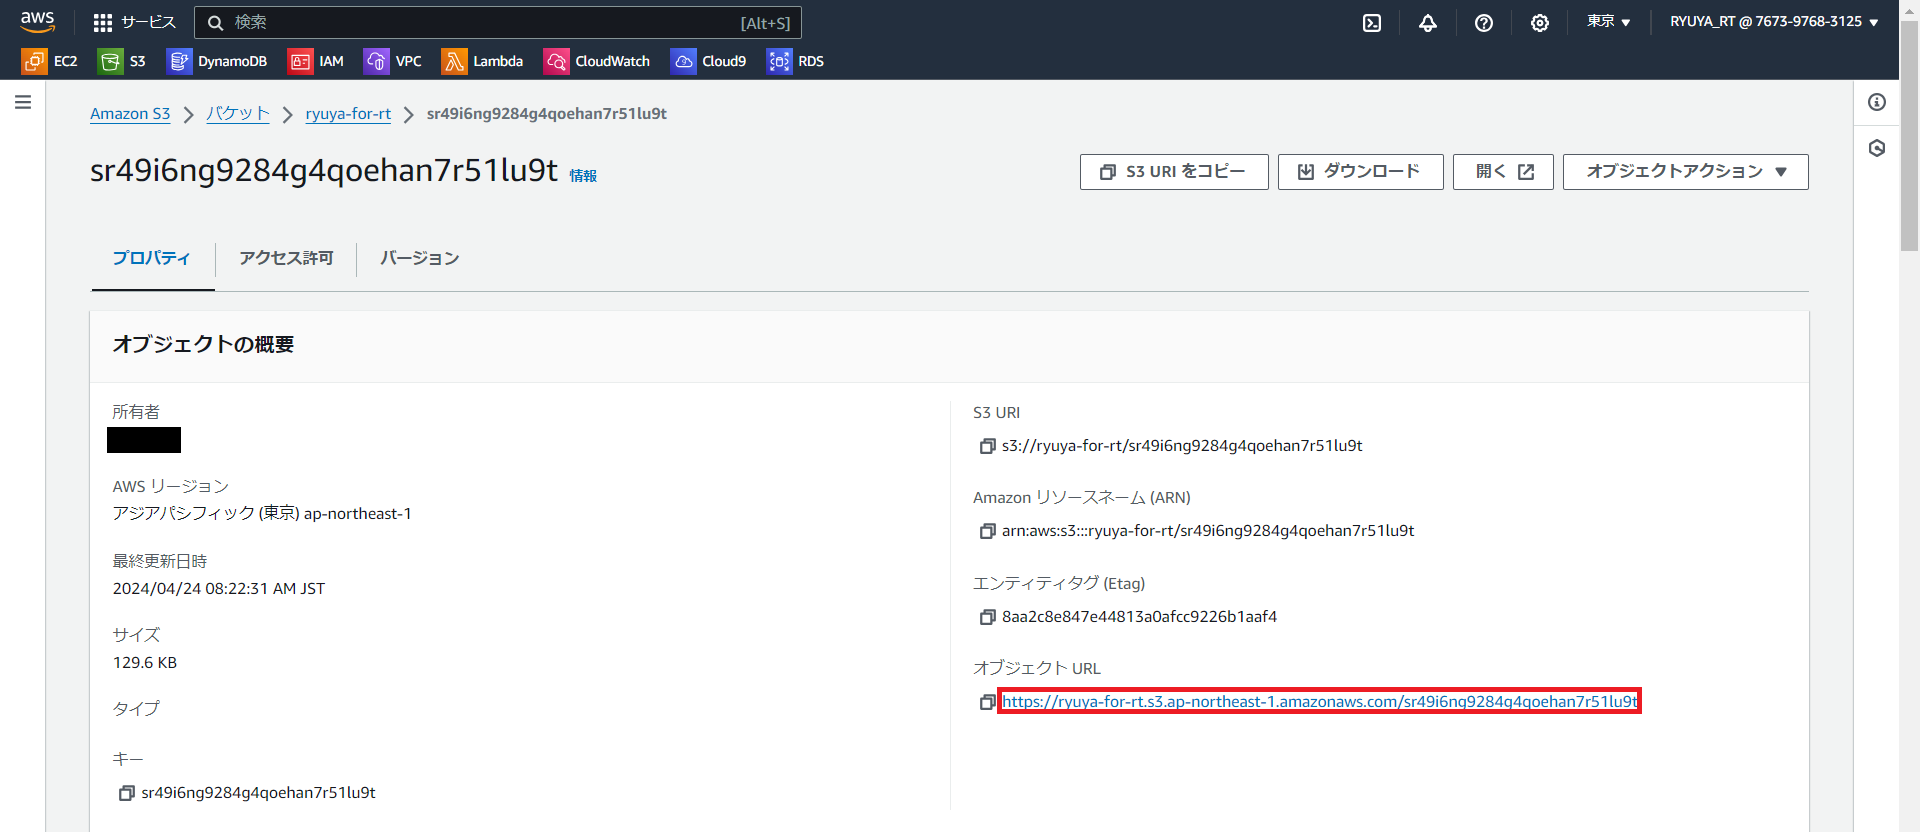 aws サービス 検索 [Alt+S] 東京 ▼ RYUYA_RT @ 7673-9768-3125 ▼
EC2 S3 DynamoDB IAM VPC Lambda CloudWatch Cloud9 RDS
Amazon S3 > バケット > ryuya-for-rt > sr49i6ng9284g4qoehan7r51lu9t
sr49i6ng9284g4qoehan7r51lu9t 情報
S3 URI をコピー ダウンロード 開く オブジェクトアクション ▼
プロパティ アクセス許可 バージョン
オブジェクトの概要
所有者
AWS リージョン
アジアパシフィック (東京) ap-northeast-1
最終更新日時
2024/04/24 08:22:31 AM JST
サイズ
129.6 KB
タイプ
キー
sr49i6ng9284g4qoehan7r51lu9t
S3 URI
s3://ryuya-for-rt/sr49i6ng9284g4qoehan7r51lu9t
Amazon リソースネーム (ARN)
arn:aws:s3:::ryuya-for-rt/sr49i6ng9284g4qoehan7r51lu9t
エンティティタグ (Etag)
8aa2c8e847e44813a0afcc9226b1aaf4
オブジェクト URL
https://ryuya-for-rt.s3.ap-northeast-1.amazonaws.com/sr49i6ng9284g4qoehan7r51lu9t